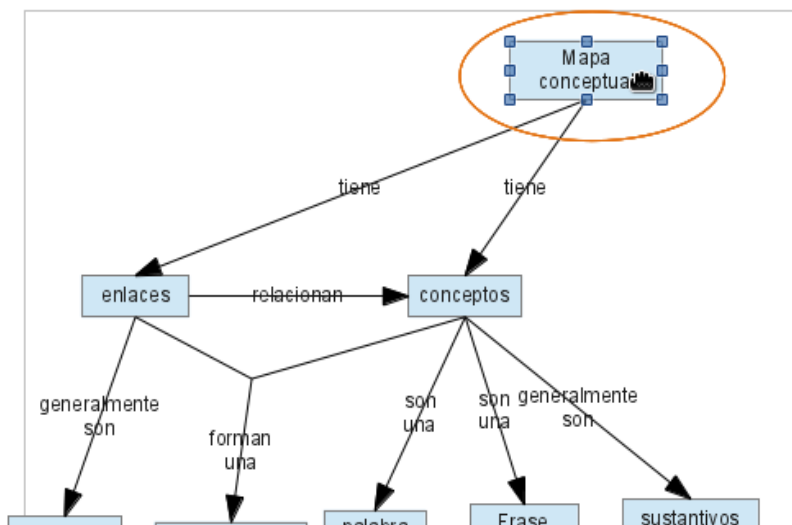 Mapa
conceptual
tiene
tiene
enlaces
relacionan
conceptos
generalmente
son
forman
una
son
una
son
una
generalmente
son
palabra
Frase
sustantivos